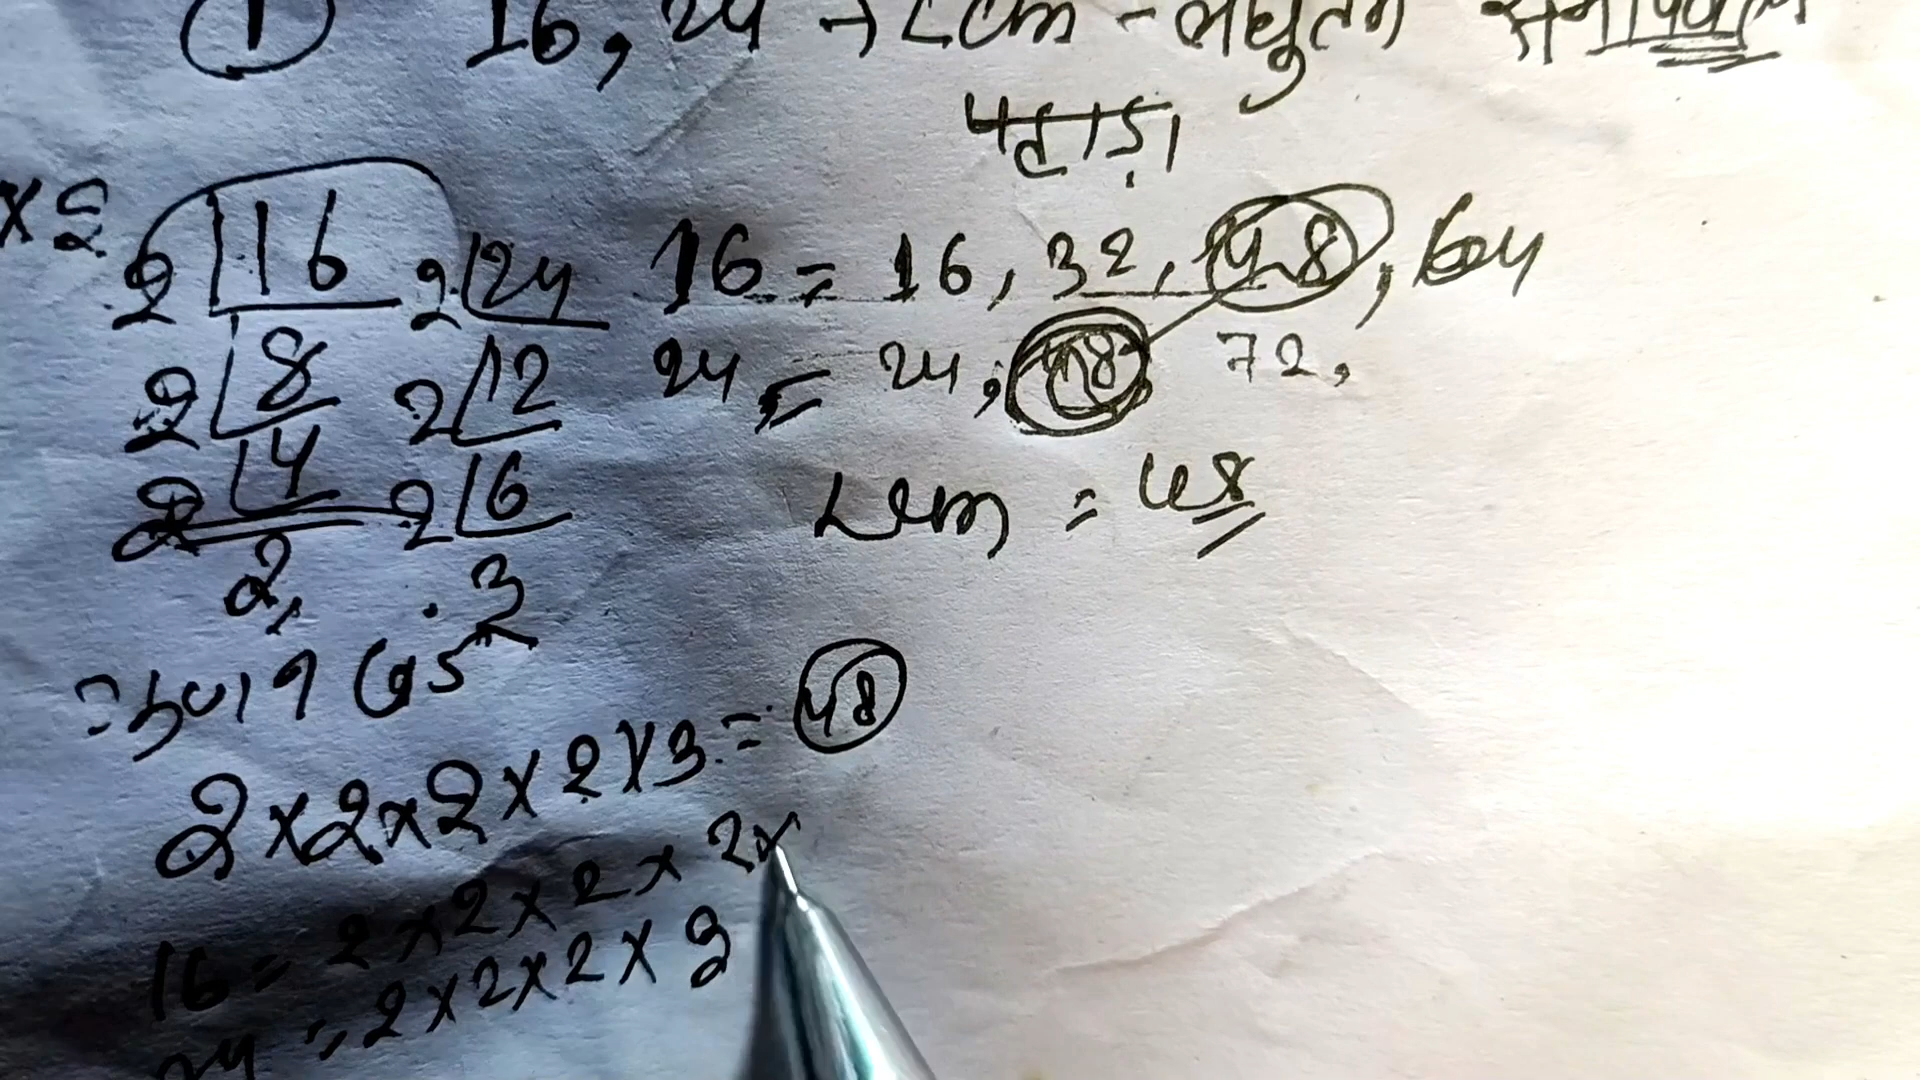 ① 16, 24 → LCM - लघुतम समापवर्त्य
पहाड़ा
x 2
2 | 16 2 | 24 16 = 16, 32, 48, 64
2 | 8 2 | 12 24 = 24, 48 72,
2 | 4 2 | 6 Lcm = 48
2, 3
2 x 2 x 2 x 2 x 3 = 48
16 = 2 x 2 x 2 x 2 x
24 = 2 x 2 x 2 x 3